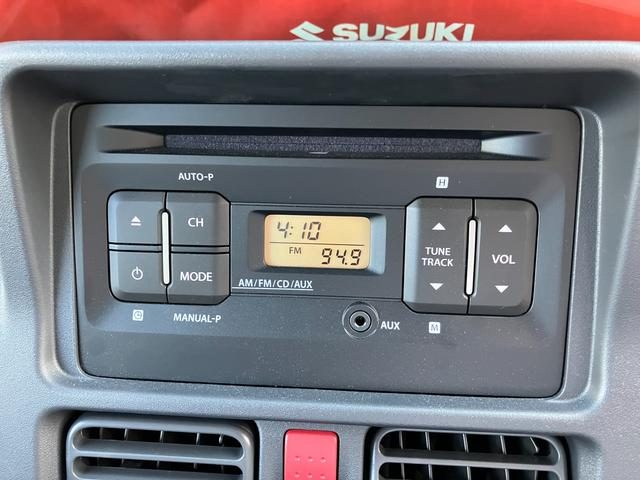 SUZUKI
AUTO-P
H
CH
MODE
4:10
FM
94.9
AM/FM/CD/AUX
TUNE
TRACK
VOL
C
MANUAL-P
AUX
M